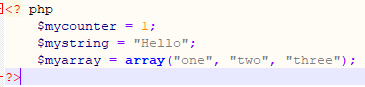 <? php
$mycounter = 1;
$mystring = "Hello";
$myarray = array("one", "two", "three");
?>